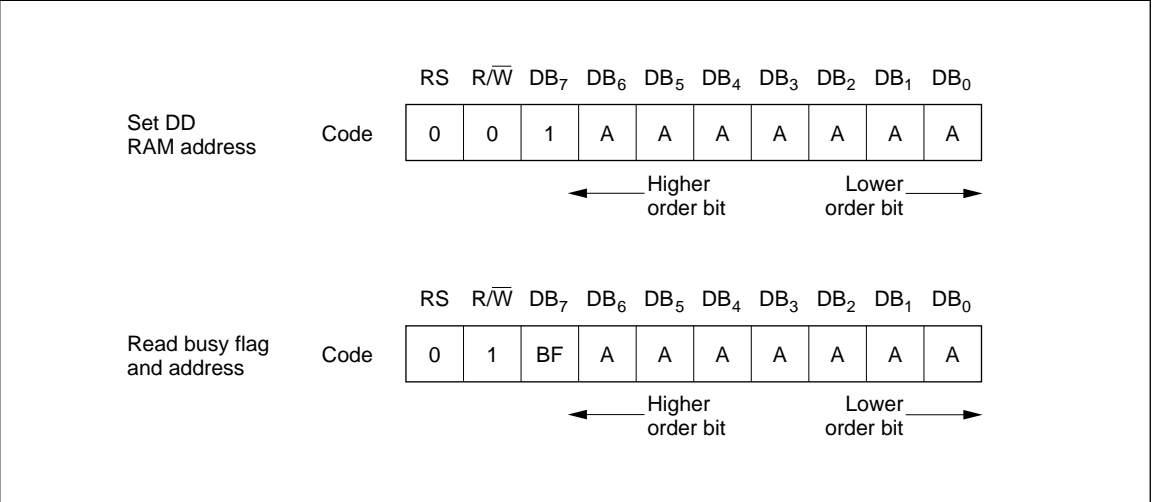 RS R/W̅ DB₇ DB₆ DB₅ DB₄ DB₃ DB₂ DB₁ DB₀
Set DD
RAM address
Code 0 0 1 A A A A A A A
Higher Lower
order bit order bit
RS R/W̅ DB₇ DB₆ DB₅ DB₄ DB₃ DB₂ DB₁ DB₀
Read busy flag
and address
Code 0 1 BF A A A A A A A
Higher Lower
order bit order bit